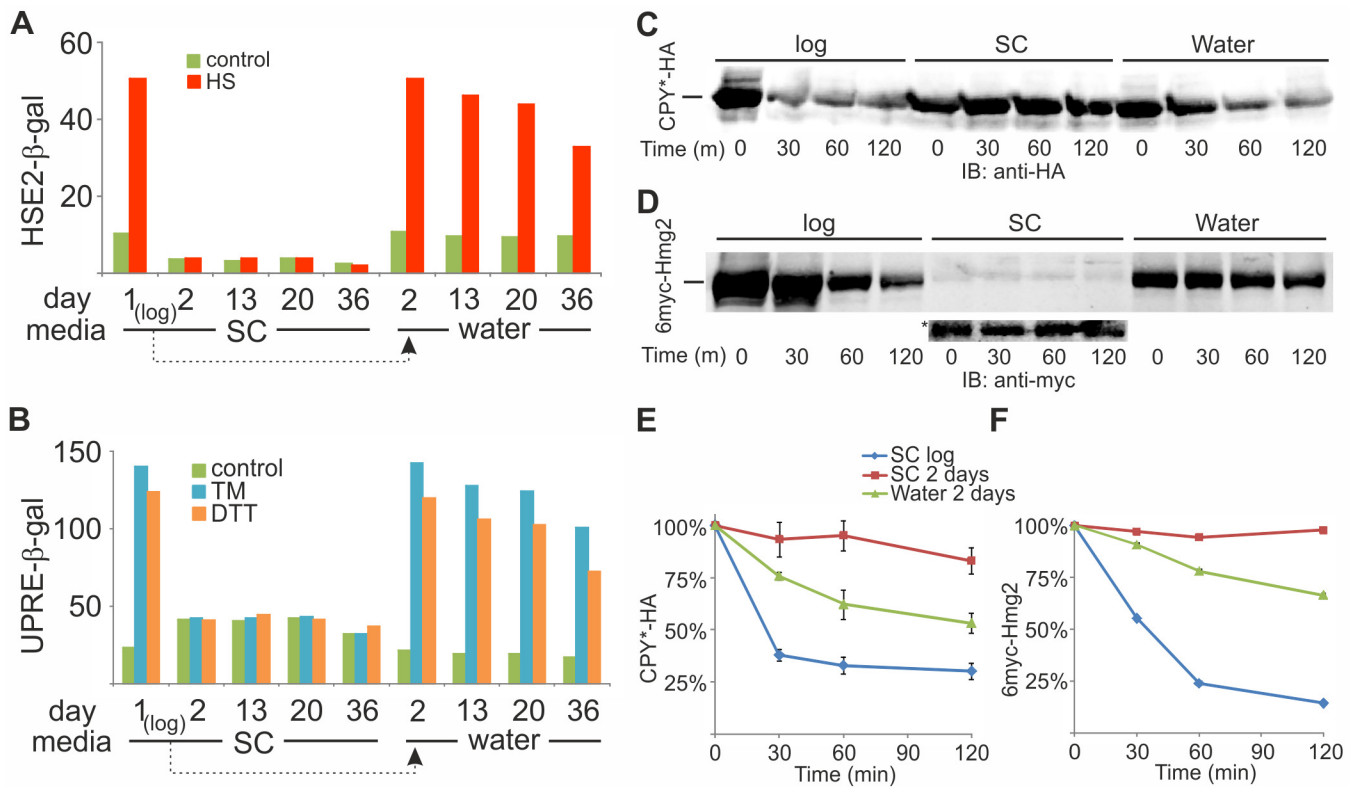 A
60
40
20
HSE2-β-gal
control
HS
day
1(log) 2 13 20 36 2 13 20 36
media
SC
water
B
150
100
50
UPRE-β-gal
control
TM
DTT
day
1(log) 2 13 20 36 2 13 20 36
media
SC
water
C
log SC Water
CPY*-HA
Time (m) 0 30 60 120 0 30 60 120 0 30 60 120
IB: anti-HA
D
log SC Water
6myc-Hmg2
*
Time (m) 0 30 60 120 0 30 60 120 0 30 60 120
IB: anti-myc
E
SC log
SC 2 days
Water 2 days
100%
75%
50%
25%
CPY*-HA
0 30 60 90 120
Time (min)
F
100%
75%
50%
25%
6myc-Hmg2
0 30 60 90 120
Time (min)